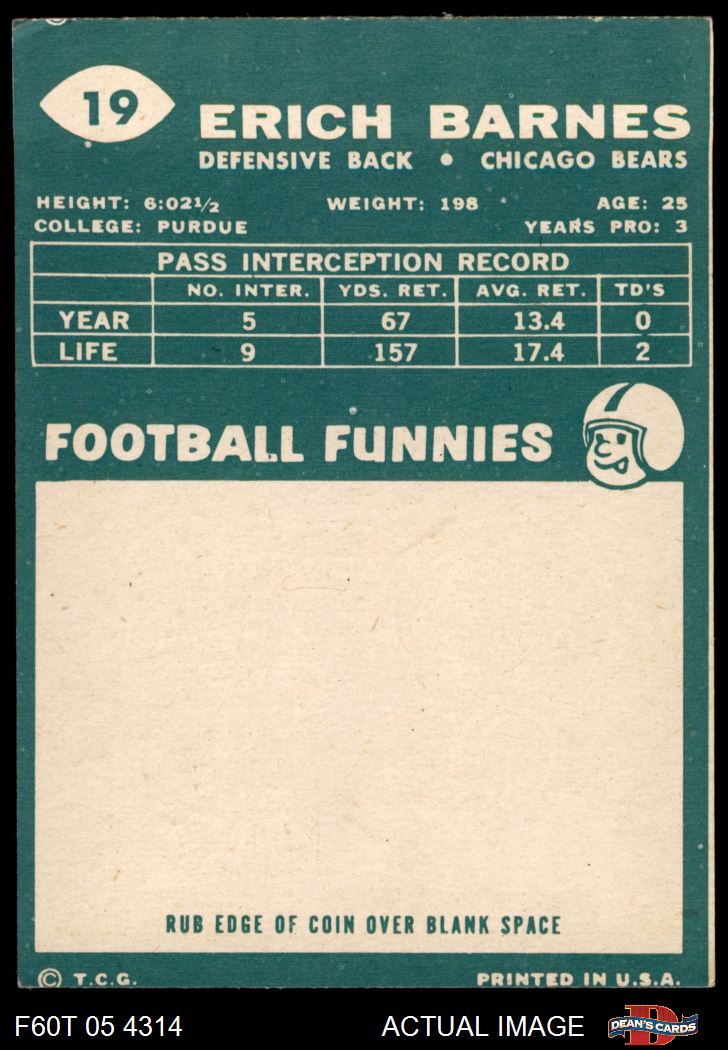 19
ERICH BARNES
DEFENSIVE BACK • CHICAGO BEARS
HEIGHT: 6:02½ WEIGHT: 198 AGE: 25
COLLEGE: PURDUE YEARS PRO: 3
PASS INTERCEPTION RECORD
NO. INTER. YDS. RET. AVG. RET. TD'S
YEAR 5 67 13.4 0
LIFE 9 157 17.4 2
FOOTBALL FUNNIES
RUB EDGE OF COIN OVER BLANK SPACE
© T.C.G. PRINTED IN U.S.A.
F60T 05 4314 ACTUAL IMAGE DEAN'S CARDS